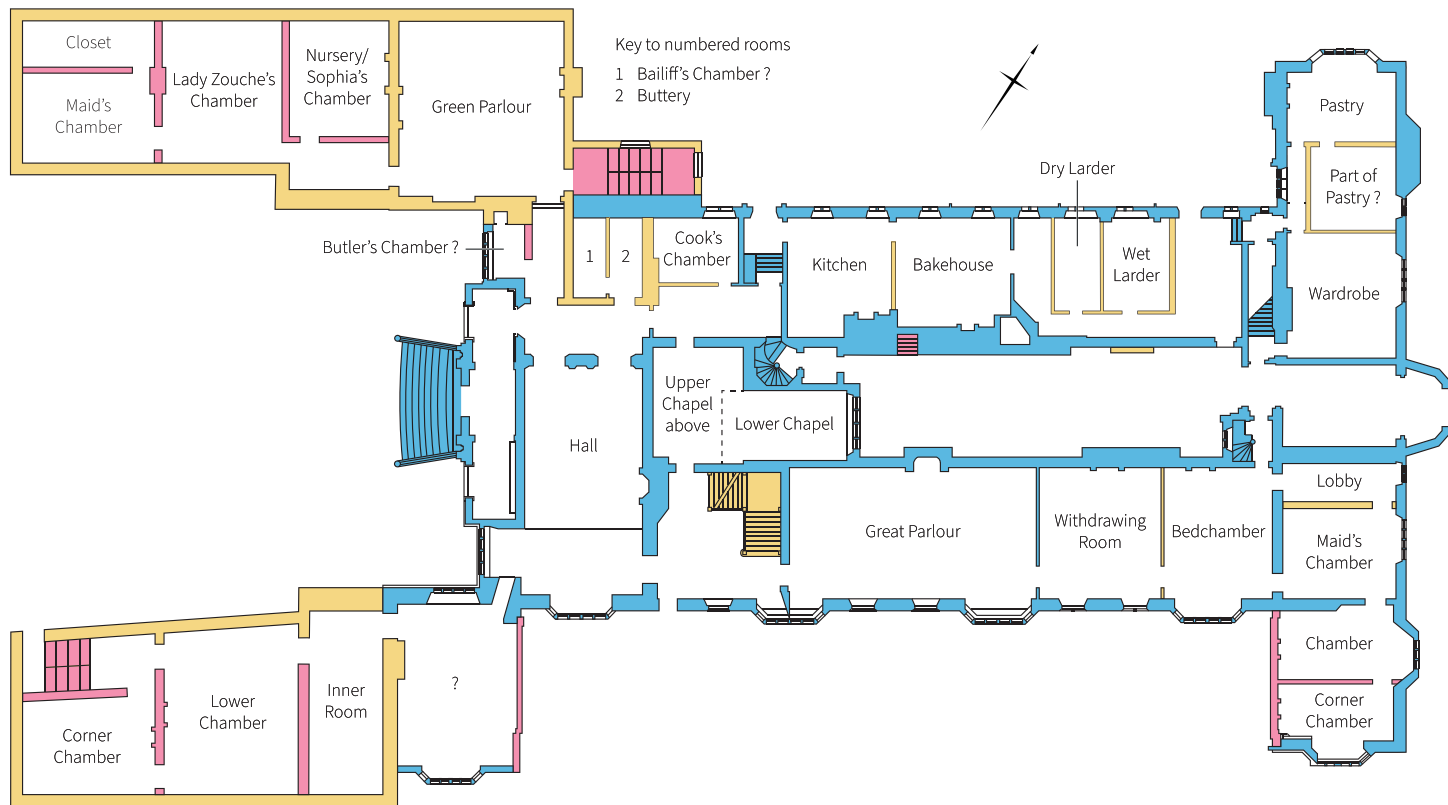 Closet
Maid's
Chamber
Lady Zouche's
Chamber
Nursery/
Sophia's
Chamber
Green Parlour
Key to numbered rooms
1 Bailiff's Chamber ?
2 Buttery
Pastry
Part of
Pastry ?
Dry Larder
Butler's Chamber ?
1
2
Cook's
Chamber
Kitchen
Bakehouse
Wet
Larder
Wardrobe
Upper
Chapel
above
Lower Chapel
Hall
Great Parlour
Withdrawing
Room
Bedchamber
Lobby
Maid's
Chamber
Chamber
Corner
Chamber
?
Inner
Room
Lower
Chamber
Corner
Chamber